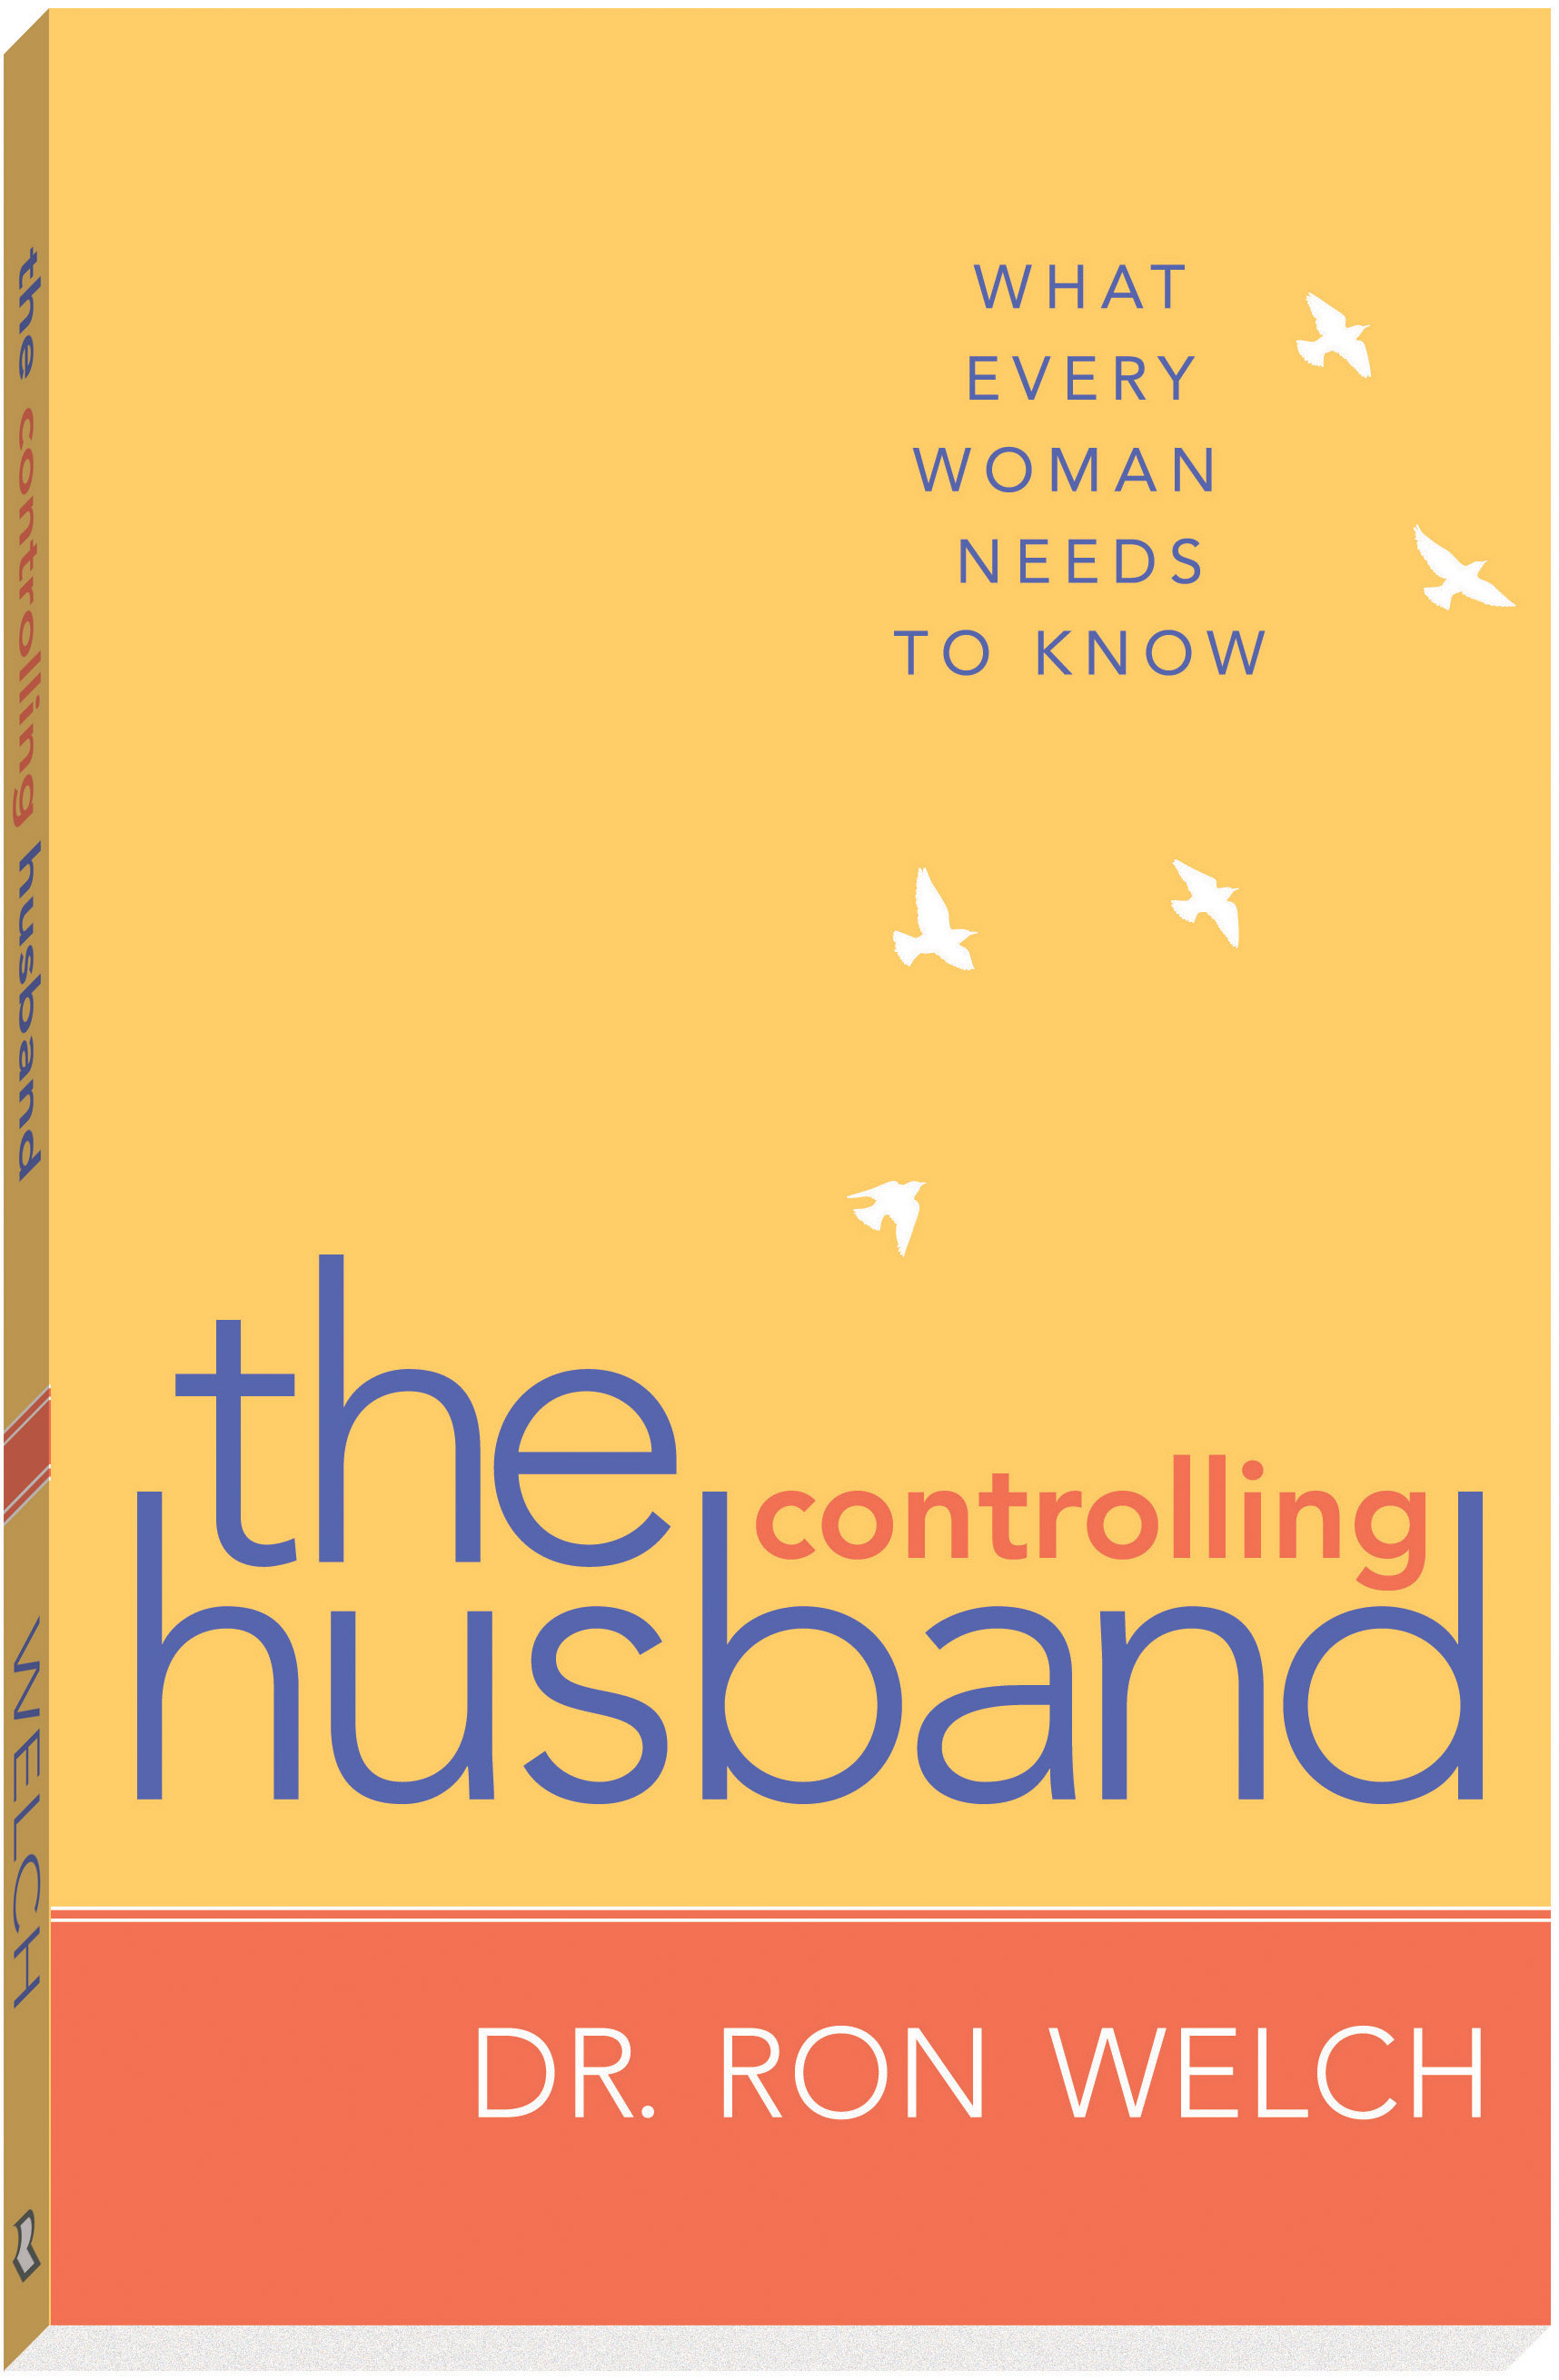 WHAT
EVERY
WOMAN
NEEDS
TO KNOW
the
controlling
husband
DR. RON WELCH
the controlling husband
WELCH